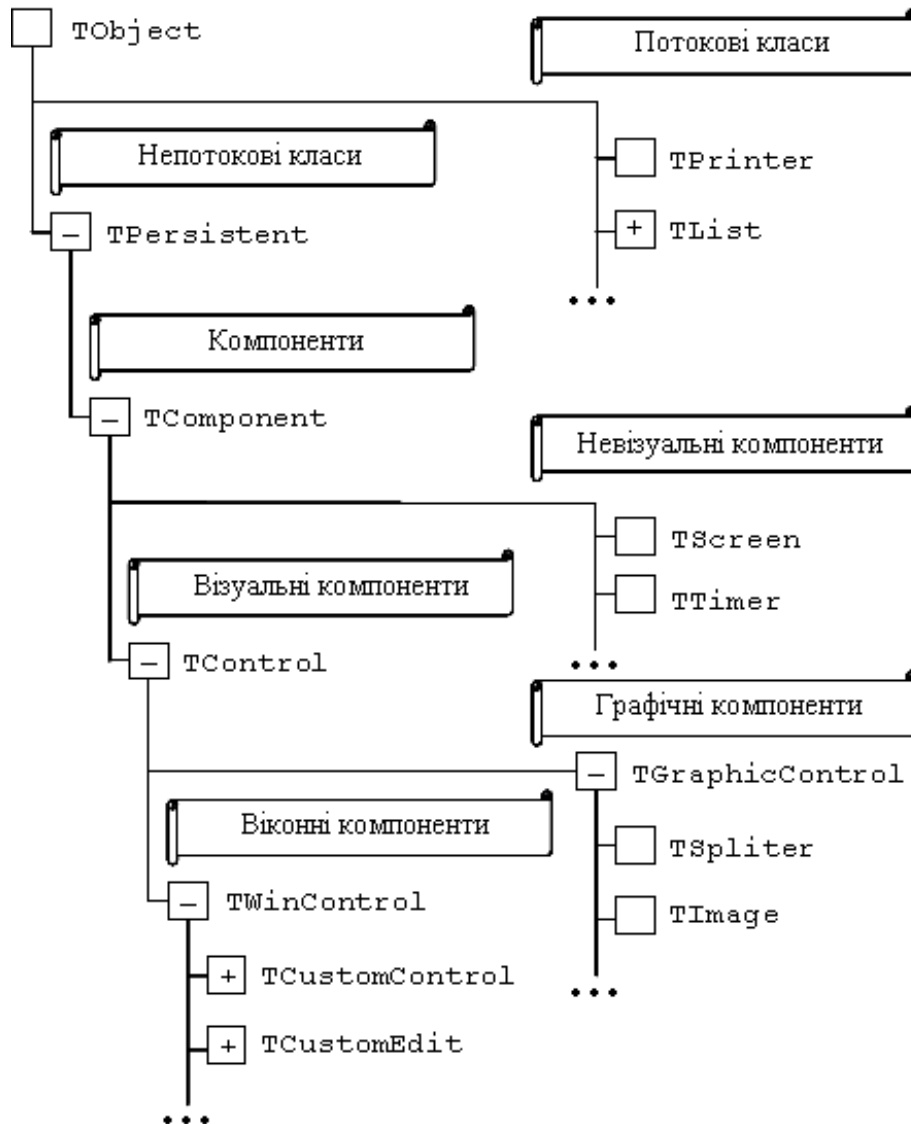 TObject
Потокові класи
Непотокові класи
TPrinter
TPersistent
+ TList
Компоненти
TComponent
Невізуальні компоненти
TScreen
Візуальні компоненти
TTimer
TControl
Графічні компоненти
TGraphicControl
Віконні компоненти
TSpliter
TWinControl
TImage
+ TCustomControl
+ TCustomEdit